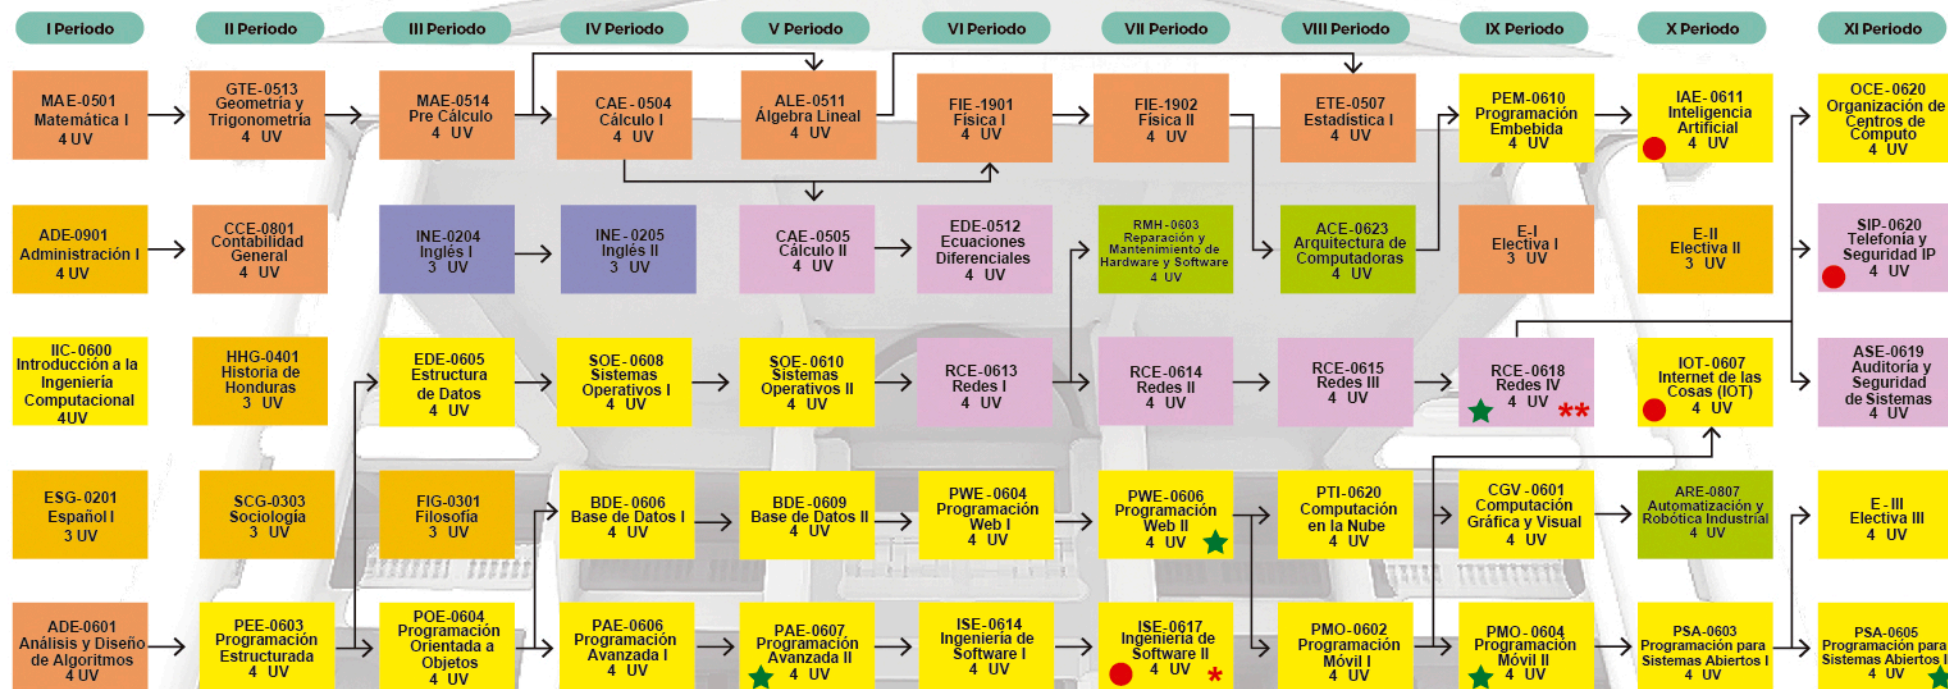 I Periodo
II Periodo
III Periodo
IV Periodo
V Periodo
VI Periodo
VII Periodo
VIII Periodo
IX Periodo
X Periodo
XI Periodo
MAE-0501
Matemática I
4 UV
GTE-0513
Geometría y
Trigonometría
4 UV
MAE-0514
Pre Cálculo
4 UV
CAE-0504
Cálculo I
4 UV
ALE-0511
Álgebra Lineal
4 UV
FIE-1901
Física I
4 UV
FIE-1902
Física II
4 UV
ETE-0507
Estadística I
4 UV
PEM-0610
Programación
Embebida
4 UV
IAE-0611
Inteligencia
Artificial
4 UV
OCE-0620
Organización de
Centros de
Cómputo
4 UV
ADE-0901
Administración I
4 UV
CCE-0801
Contabilidad
General
4 UV
INE-0204
Inglés I
3 UV
INE-0205
Inglés II
3 UV
CAE-0505
Cálculo II
4 UV
EDE-0512
Ecuaciones
Diferenciales
4 UV
RMH-0603
Reparación y
Mantenimiento de
Hardware y Software
4 UV
ACE-0623
Arquitectura de
Computadoras
4 UV
E-I
Electiva I
3 UV
E-II
Electiva II
3 UV
SIP-0620
Telefonía y
Seguridad IP
4 UV
IIC-0600
Introducción a la
Ingeniería
Computacional
4UV
HHG-0401
Historia de
Honduras
3 UV
EDE-0605
Estructura
de Datos
4 UV
SOE-0608
Sistemas
Operativos I
4 UV
SOE-0610
Sistemas
Operativos II
4 UV
RCE-0613
Redes I
4 UV
RCE-0614
Redes II
4 UV
RCE-0615
Redes III
4 UV
RCE-0618
Redes IV
4 UV
**
IOT-0607
Internet de las
Cosas (IOT)
4 UV
ASE-0619
Auditoría y
Seguridad
de Sistemas
4 UV
ESG-0201
Español I
3 UV
SCG-0303
Sociología
3 UV
FIG-0301
Filosofía
3 UV
BDE-0606
Base de Datos I
4 UV
BDE-0609
Base de Datos II
4 UV
PWE-0604
Programación
Web I
4 UV
PWE-0606
Programación
Web II
4 UV
PTI-0620
Computación
en la Nube
4 UV
CGV-0601
Computación
Gráfica y Visual
4 UV
ARE-0807
Automatización y
Robótica Industrial
4 UV
E-III
Electiva III
4 UV
ADE-0601
Análisis y Diseño
de Algoritmos
4 UV
PEE-0603
Programación
Estructurada
4 UV
POE-0604
Programación
Orientada a
Objetos
4 UV
PAE-0606
Programación
Avanzada I
4 UV
PAE-0607
Programación
Avanzada II
4 UV
ISE-0614
Ingeniería de
Software I
4 UV
ISE-0617
Ingeniería de
Software II
4 UV
*
PMO-0602
Programación
Móvil I
4 UV
PMO-0604
Programación
Móvil II
4 UV
PSA-0603
Programación para
Sistemas Abiertos I
4 UV
PSA-0605
Programación para
Sistemas Abiertos I
4 UV